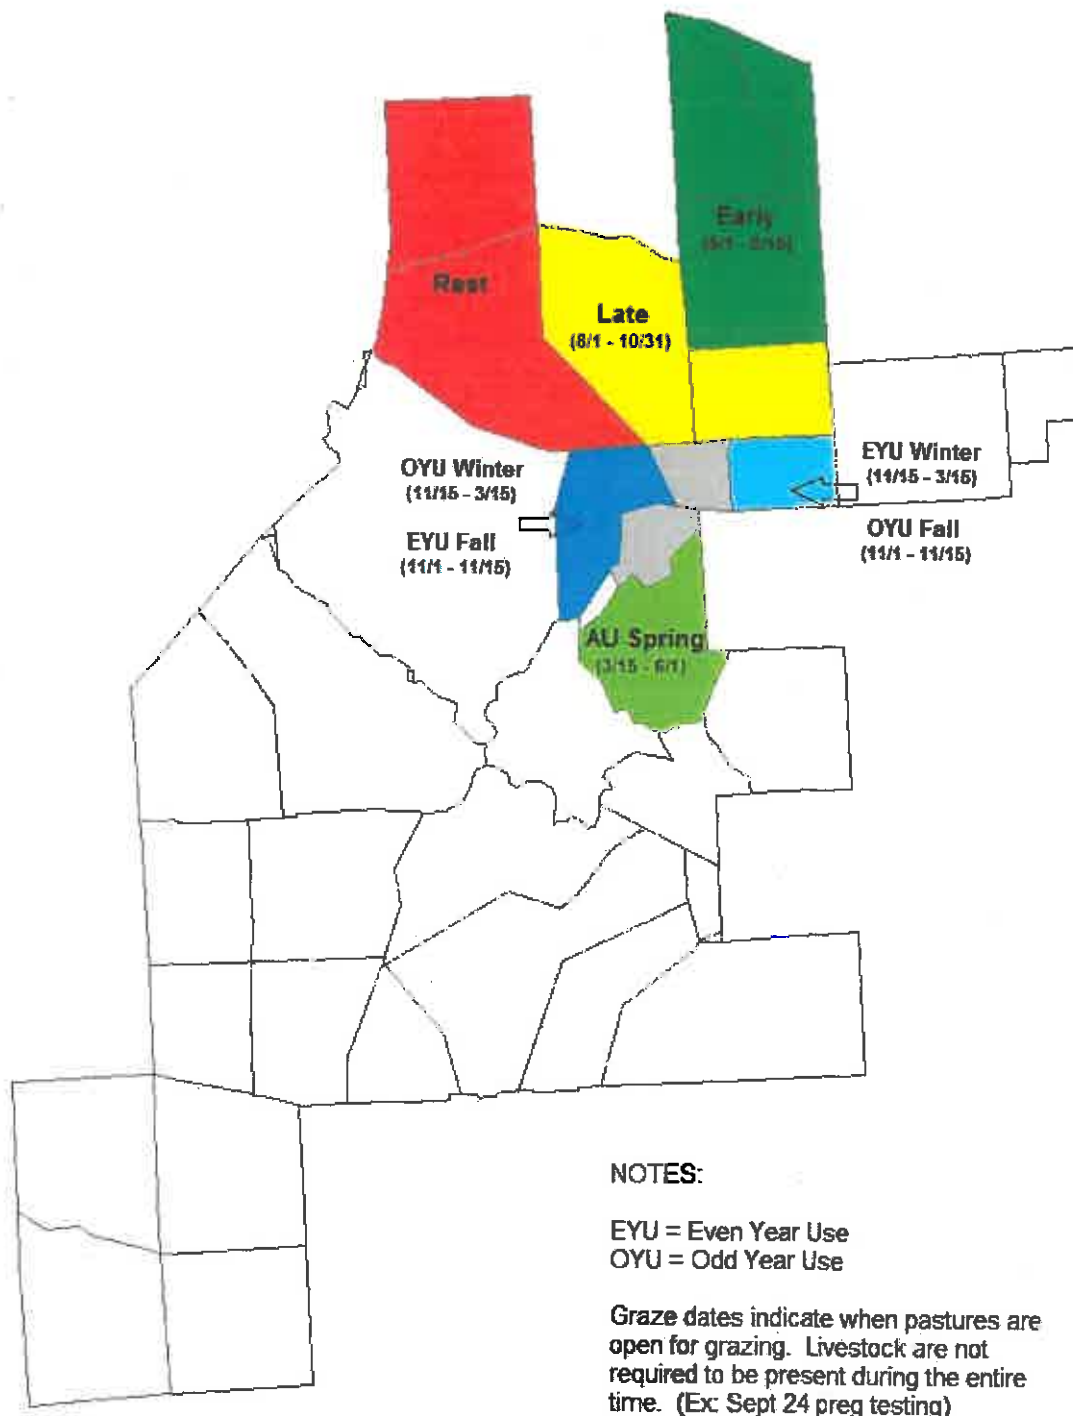 Early
Rest
Late
(8/1 - 10/31)
OYU Winter
(11/15 - 3/15)
EYU Fall
(11/1 - 11/15)
EYU Winter
(11/15 - 3/15)
OYU Fall
(11/1 - 11/15)
AU Spring
(3/15 - 6/1)
NOTES:
EYU = Even Year Use
OYU = Odd Year Use
Graze dates indicate when pastures are
open for grazing. Livestock are not
required to be present during the entire
time. (Ex: Sept 24 preg testing)